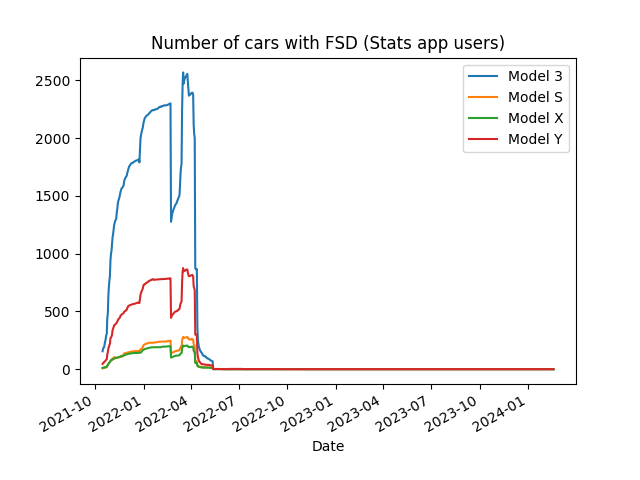 Number of cars with FSD (Stats app users)
Model 3
Model S
Model X
Model Y
2500
2000
1500
1000
500
0
2021-10
2022-01
2022-04
2022-07
2022-10
2023-01
2023-04
2023-07
2023-10
2024-01
Date